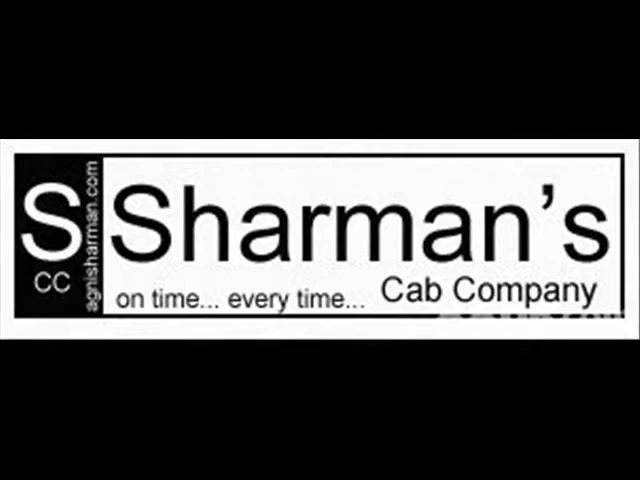 S
CC
agnisharman.com
Sharman's
on time... every time...
Cab Company